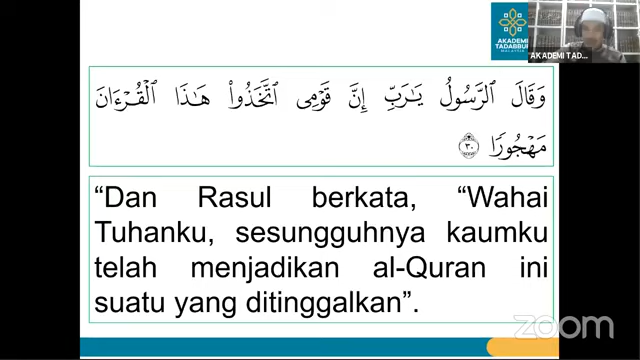 AKADEMI
TADABBUR
MALAYSIA
AKADEMI TAD...
وَقَالَ ٱلرَّسُولُ يَـٰرَبِّ إِنَّ قَوْمِى ٱتَّخَذُوا۟ هَـٰذَا ٱلْقُرْءَانَ
مَهْجُورًا ٣٠
“Dan Rasul berkata, “Wahai
Tuhanku, sesungguhnya kaumku
telah menjadikan al-Quran ini
suatu yang ditinggalkan”.
zoom